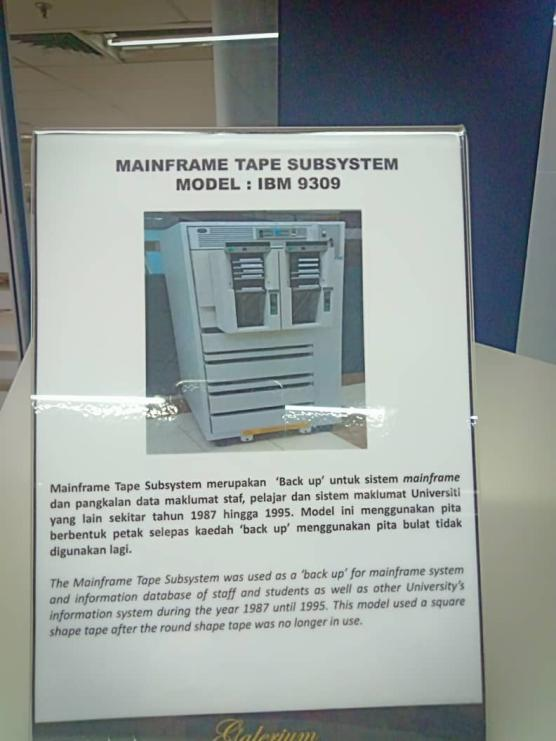 MAINFRAME TAPE SUBSYSTEM
MODEL : IBM 9309
Mainframe Tape Subsystem merupakan 'Back up' untuk sistem mainframe
dan pangkalan data maklumat staf, pelajar dan sistem maklumat Universiti
yang lain sekitar tahun 1987 hingga 1995. Model ini menggunakan pita
berbentuk petak selepas kaedah 'back up' menggunakan pita bulat tidak
digunakan lagi.
The Mainframe Tape Subsystem was used as a 'back up' for mainframe system
and information database of staff and students as well as other University's
information system during the year 1987 until 1995. This model used a square
shape tape after the round shape tape was no longer in use.
Galerium